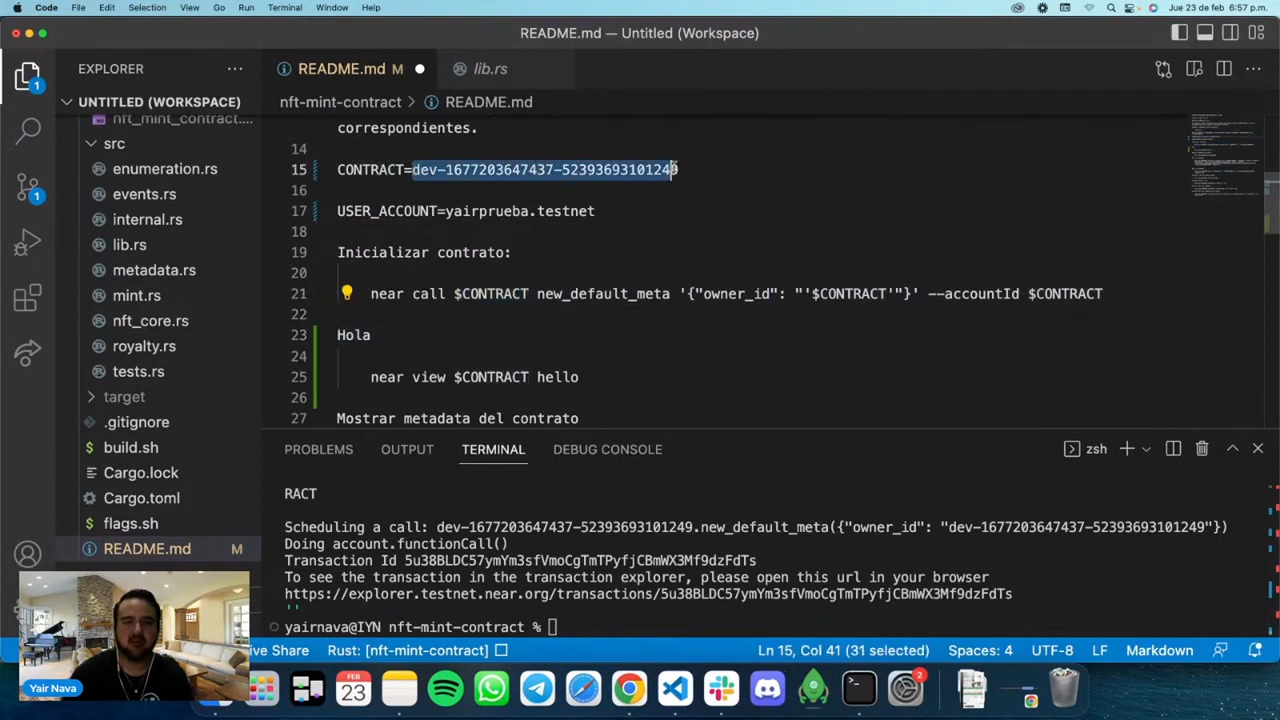 Code File Edit Selection View Go Run Terminal Window Help Jue 23 de feb 6:57 p.m.
README.md — Untitled (Workspace)
EXPLORER
README.md M
lib.rs
UNTITLED (WORKSPACE)
nft-mint-contract > README.md
nft_mint_contract....
src
enumeration.rs
events.rs
internal.rs
lib.rs
metadata.rs
mint.rs
nft_core.rs
royalty.rs
tests.rs
target
.gitignore
build.sh
Cargo.lock
Cargo.toml
flags.sh
README.md M
correspondientes.
14
15 CONTRACT=dev-1677203647437-52393693101249
16
17 USER_ACCOUNT=yairprueba.testnet
18
19 Inicializar contrato:
20
21 near call $CONTRACT new_default_meta '{"owner_id": "'$CONTRACT'"}' --accountId $CONTRACT
22
23 Hola
24
25 near view $CONTRACT hello
26
27 Mostrar metadata del contrato
PROBLEMS OUTPUT TERMINAL DEBUG CONSOLE
zsh
RACT
Scheduling a call: dev-1677203647437-52393693101249.new_default_meta({"owner_id": "dev-1677203647437-52393693101249"})
Doing account.functionCall()
Transaction Id 5u38BLDC57ymYm3sfVmoCgTmTPyfjCBmWX3Mf9dzFdTs
To see the transaction in the transaction explorer, please open this url in your browser
https://explorer.testnet.near.org/transactions/5u38BLDC57ymYm3sfVmoCgTmTPyfjCBmWX3Mf9dzFdTs
''
yairnava@IYN nft-mint-contract %
ive Share Rust: [nft-mint-contract] Ln 15, Col 41 (31 selected) Spaces: 4 UTF-8 LF Markdown
Yair Nava
FEB
23
2
1